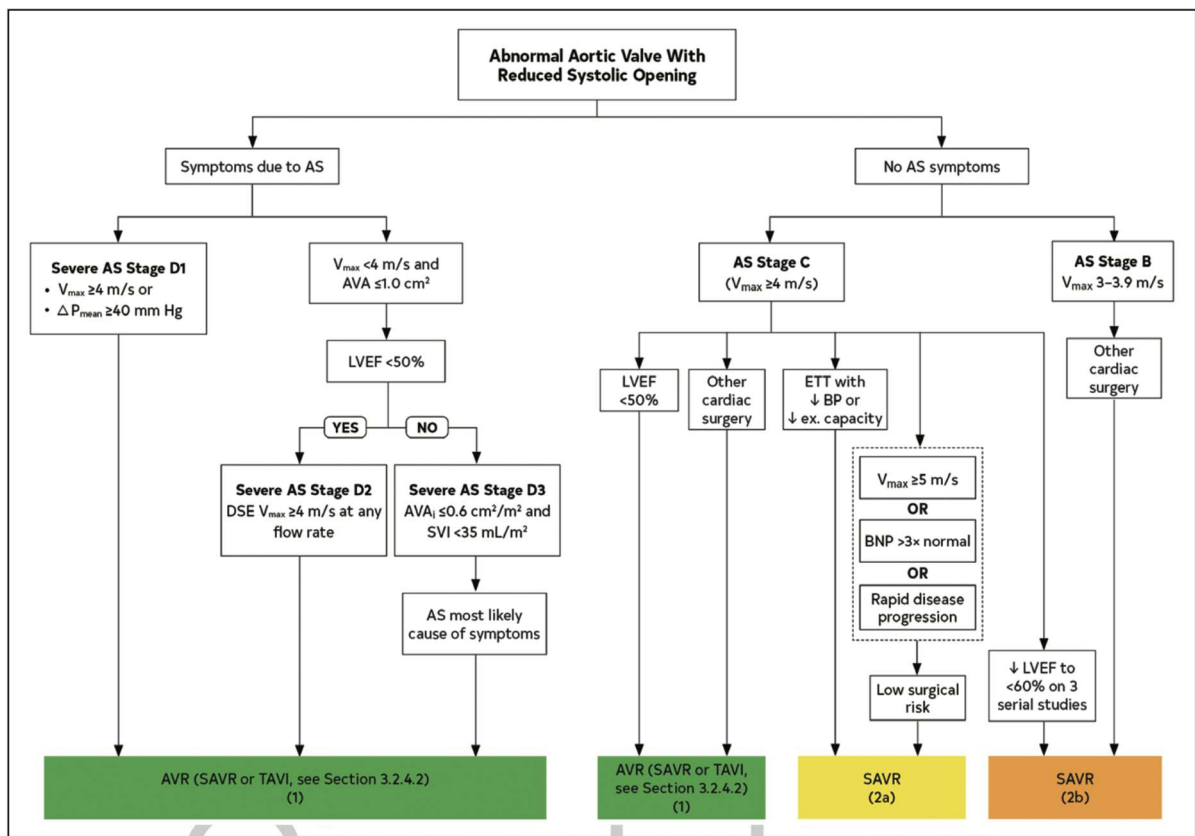 Abnormal Aortic Valve With
Reduced Systolic Opening
Symptoms due to AS
No AS symptoms
Severe AS Stage D1
• Vmax ≥4 m/s or
• △ Pmean ≥40 mm Hg
Vmax <4 m/s and
AVA ≤1.0 cm²
AS Stage C
(Vmax ≥4 m/s)
AS Stage B
Vmax 3–3.9 m/s
LVEF <50%
YES
NO
Severe AS Stage D2
DSE Vmax ≥4 m/s at any
flow rate
Severe AS Stage D3
AVAi ≤0.6 cm²/m² and
SVI <35 mL/m²
AS most likely
cause of symptoms
LVEF
<50%
Other
cardiac
surgery
ETT with
↓ BP or
↓ ex. capacity
Vmax ≥5 m/s
OR
BNP >3× normal
OR
Rapid disease
progression
Low surgical
risk
↓ LVEF to
<60% on 3
serial studies
Other
cardiac
surgery
AVR (SAVR or TAVI, see Section 3.2.4.2)
(1)
AVR (SAVR or TAVI,
see Section 3.2.4.2)
(1)
SAVR
(2a)
SAVR
(2b)